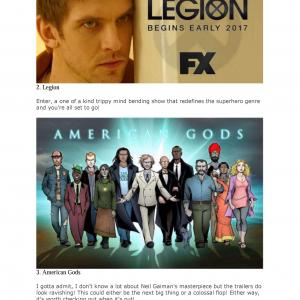 LEGION
BEGINS EARLY 2017
FX
2. Legion
Enter, a one of a kind trippy mind bending show that redefines the superhero genre
and you're all set to go!
AMERICAN GODS
3. American Gods
I gotta admit, I don't know a lot about Neil Gaiman's masterpiece but the trailers do
look ravishing! This could either be the next big thing or a colossal flop! Either way,
it's worth checking out when it's out!